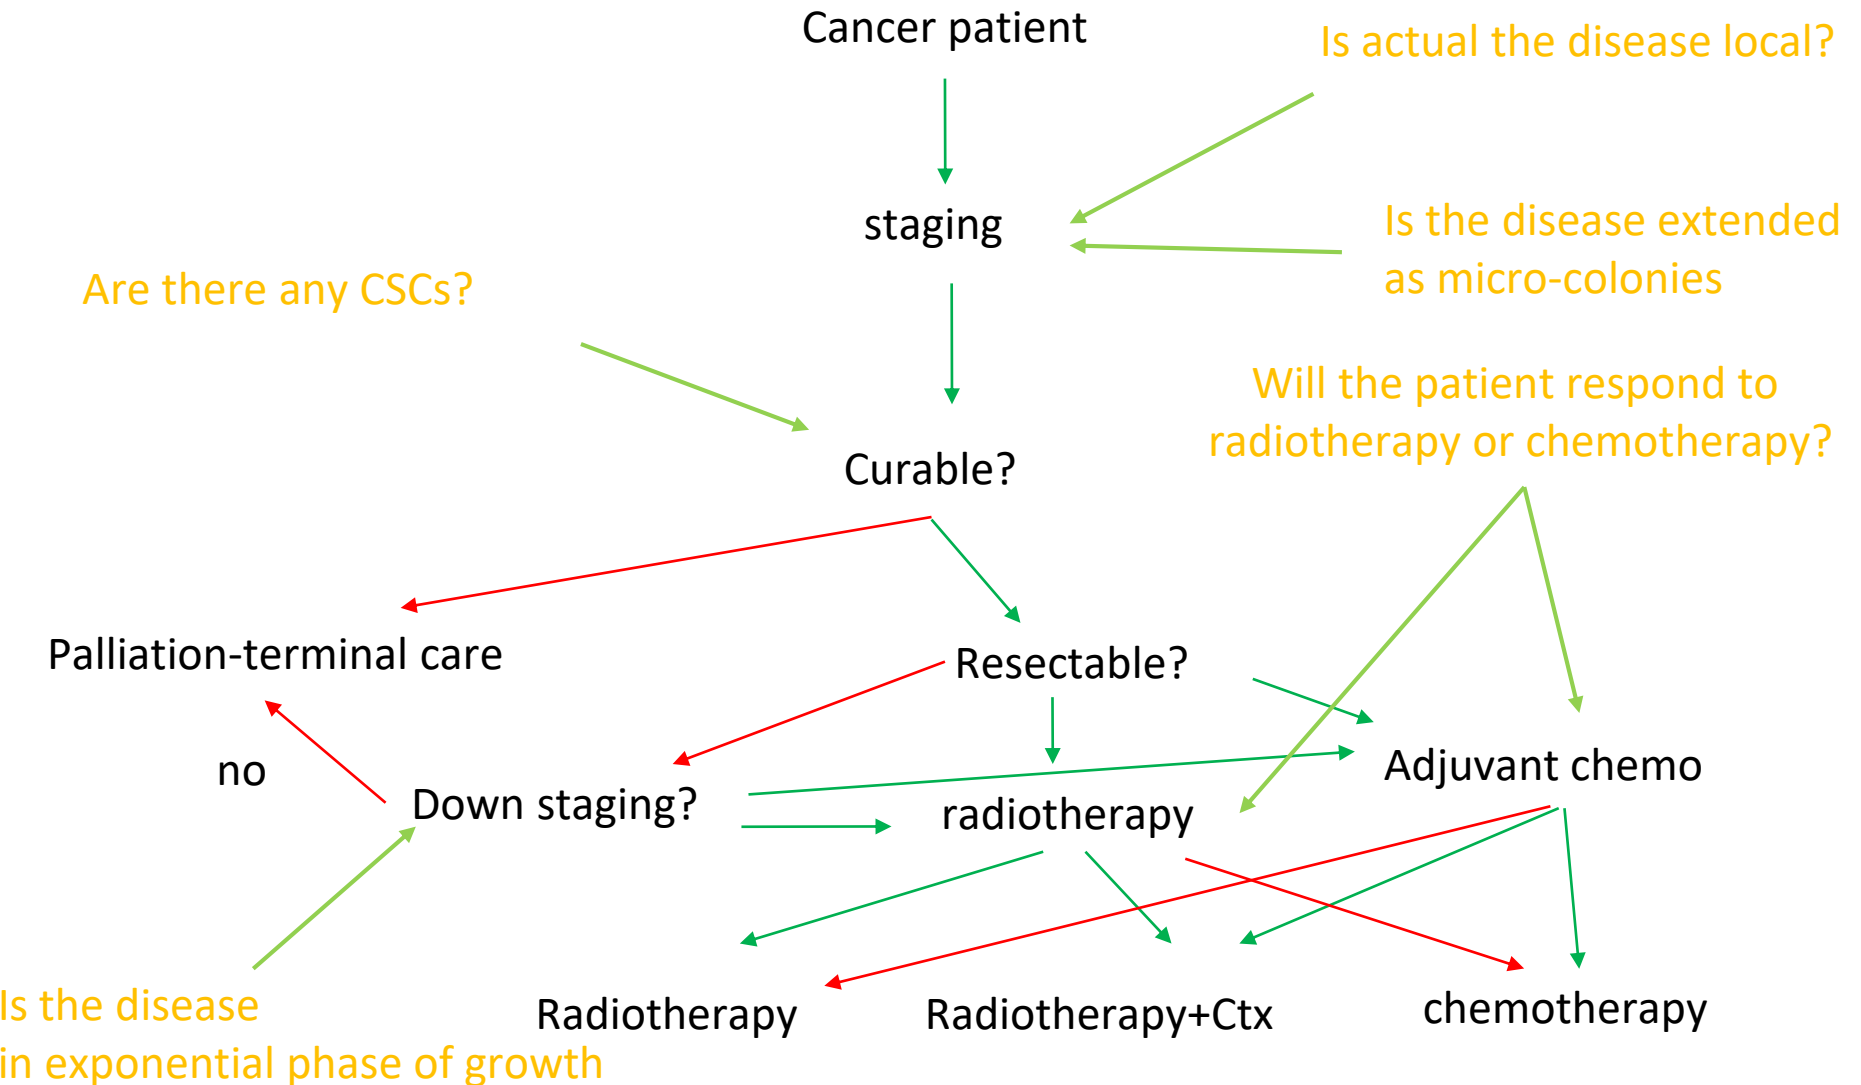 Cancer patient
Is actual the disease local?
staging
Is the disease extended
as micro-colonies
Are there any CSCs?
Will the patient respond to
radiotherapy or chemotherapy?
Curable?
Palliation-terminal care
Resectable?
no
Down staging?
radiotherapy
Adjuvant chemo
Is the disease
in exponential phase of growth
Radiotherapy
Radiotherapy+Ctx
chemotherapy